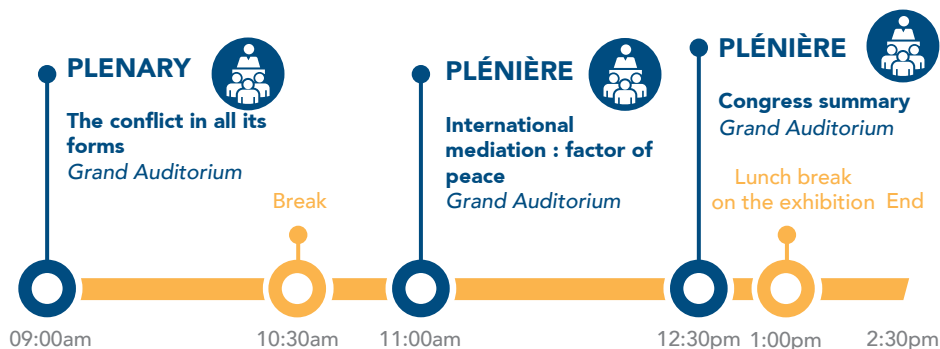 PLENARY
The conflict in all its
forms
Grand Auditorium
Break
PLÉNIÈRE
International
mediation : factor of
peace
Grand Auditorium
PLÉNIÈRE
Congress summary
Grand Auditorium
Lunch break
on the exhibition
End
09:00am
10:30am
11:00am
12:30pm
1:00pm
2:30pm